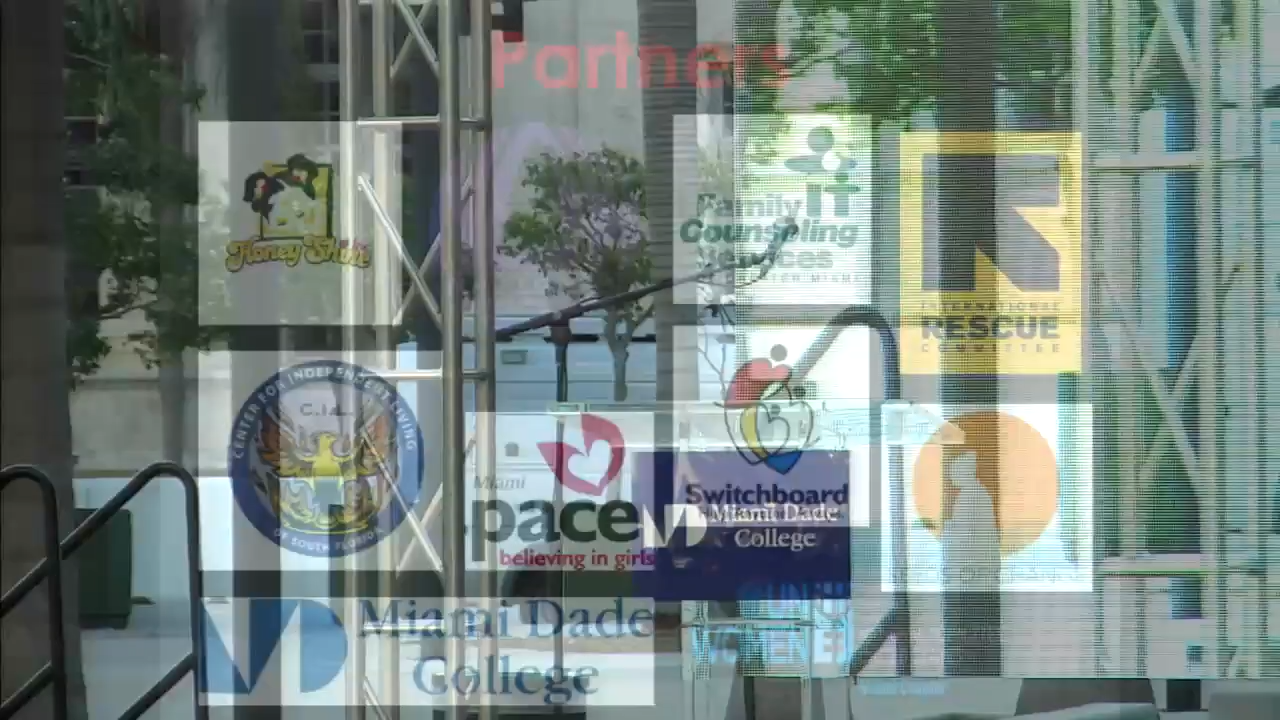 Partners
Honey Shine
Family
Counseling
Services
INTERNATIONAL
RESCUE
COMMITTEE
CENTER FOR INDEPENDENT LIVING
C.I.L.
OF SOUTH FLORIDA
Miami
pace
believing in girls
Switchboard
Miami Dade
College
Miami Dade
College